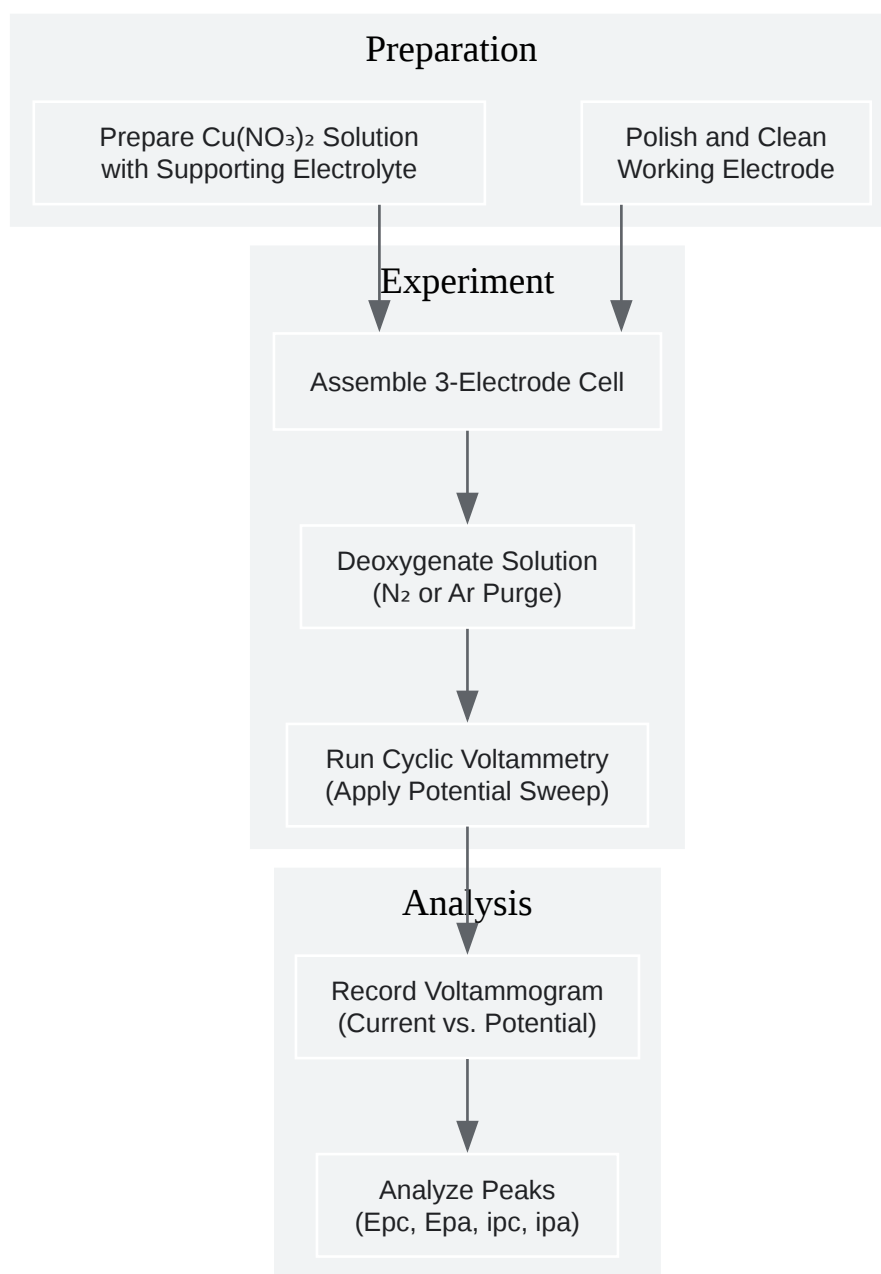 Preparation
Prepare Cu(NO₃)₂ Solution
with Supporting Electrolyte
Polish and Clean
Working Electrode
Experiment
Assemble 3-Electrode Cell
Deoxygenate Solution
(N₂ or Ar Purge)
Run Cyclic Voltammetry
(Apply Potential Sweep)
Analysis
Record Voltammogram
(Current vs. Potential)
Analyze Peaks
(Epc, Epa, ipc, ipa)